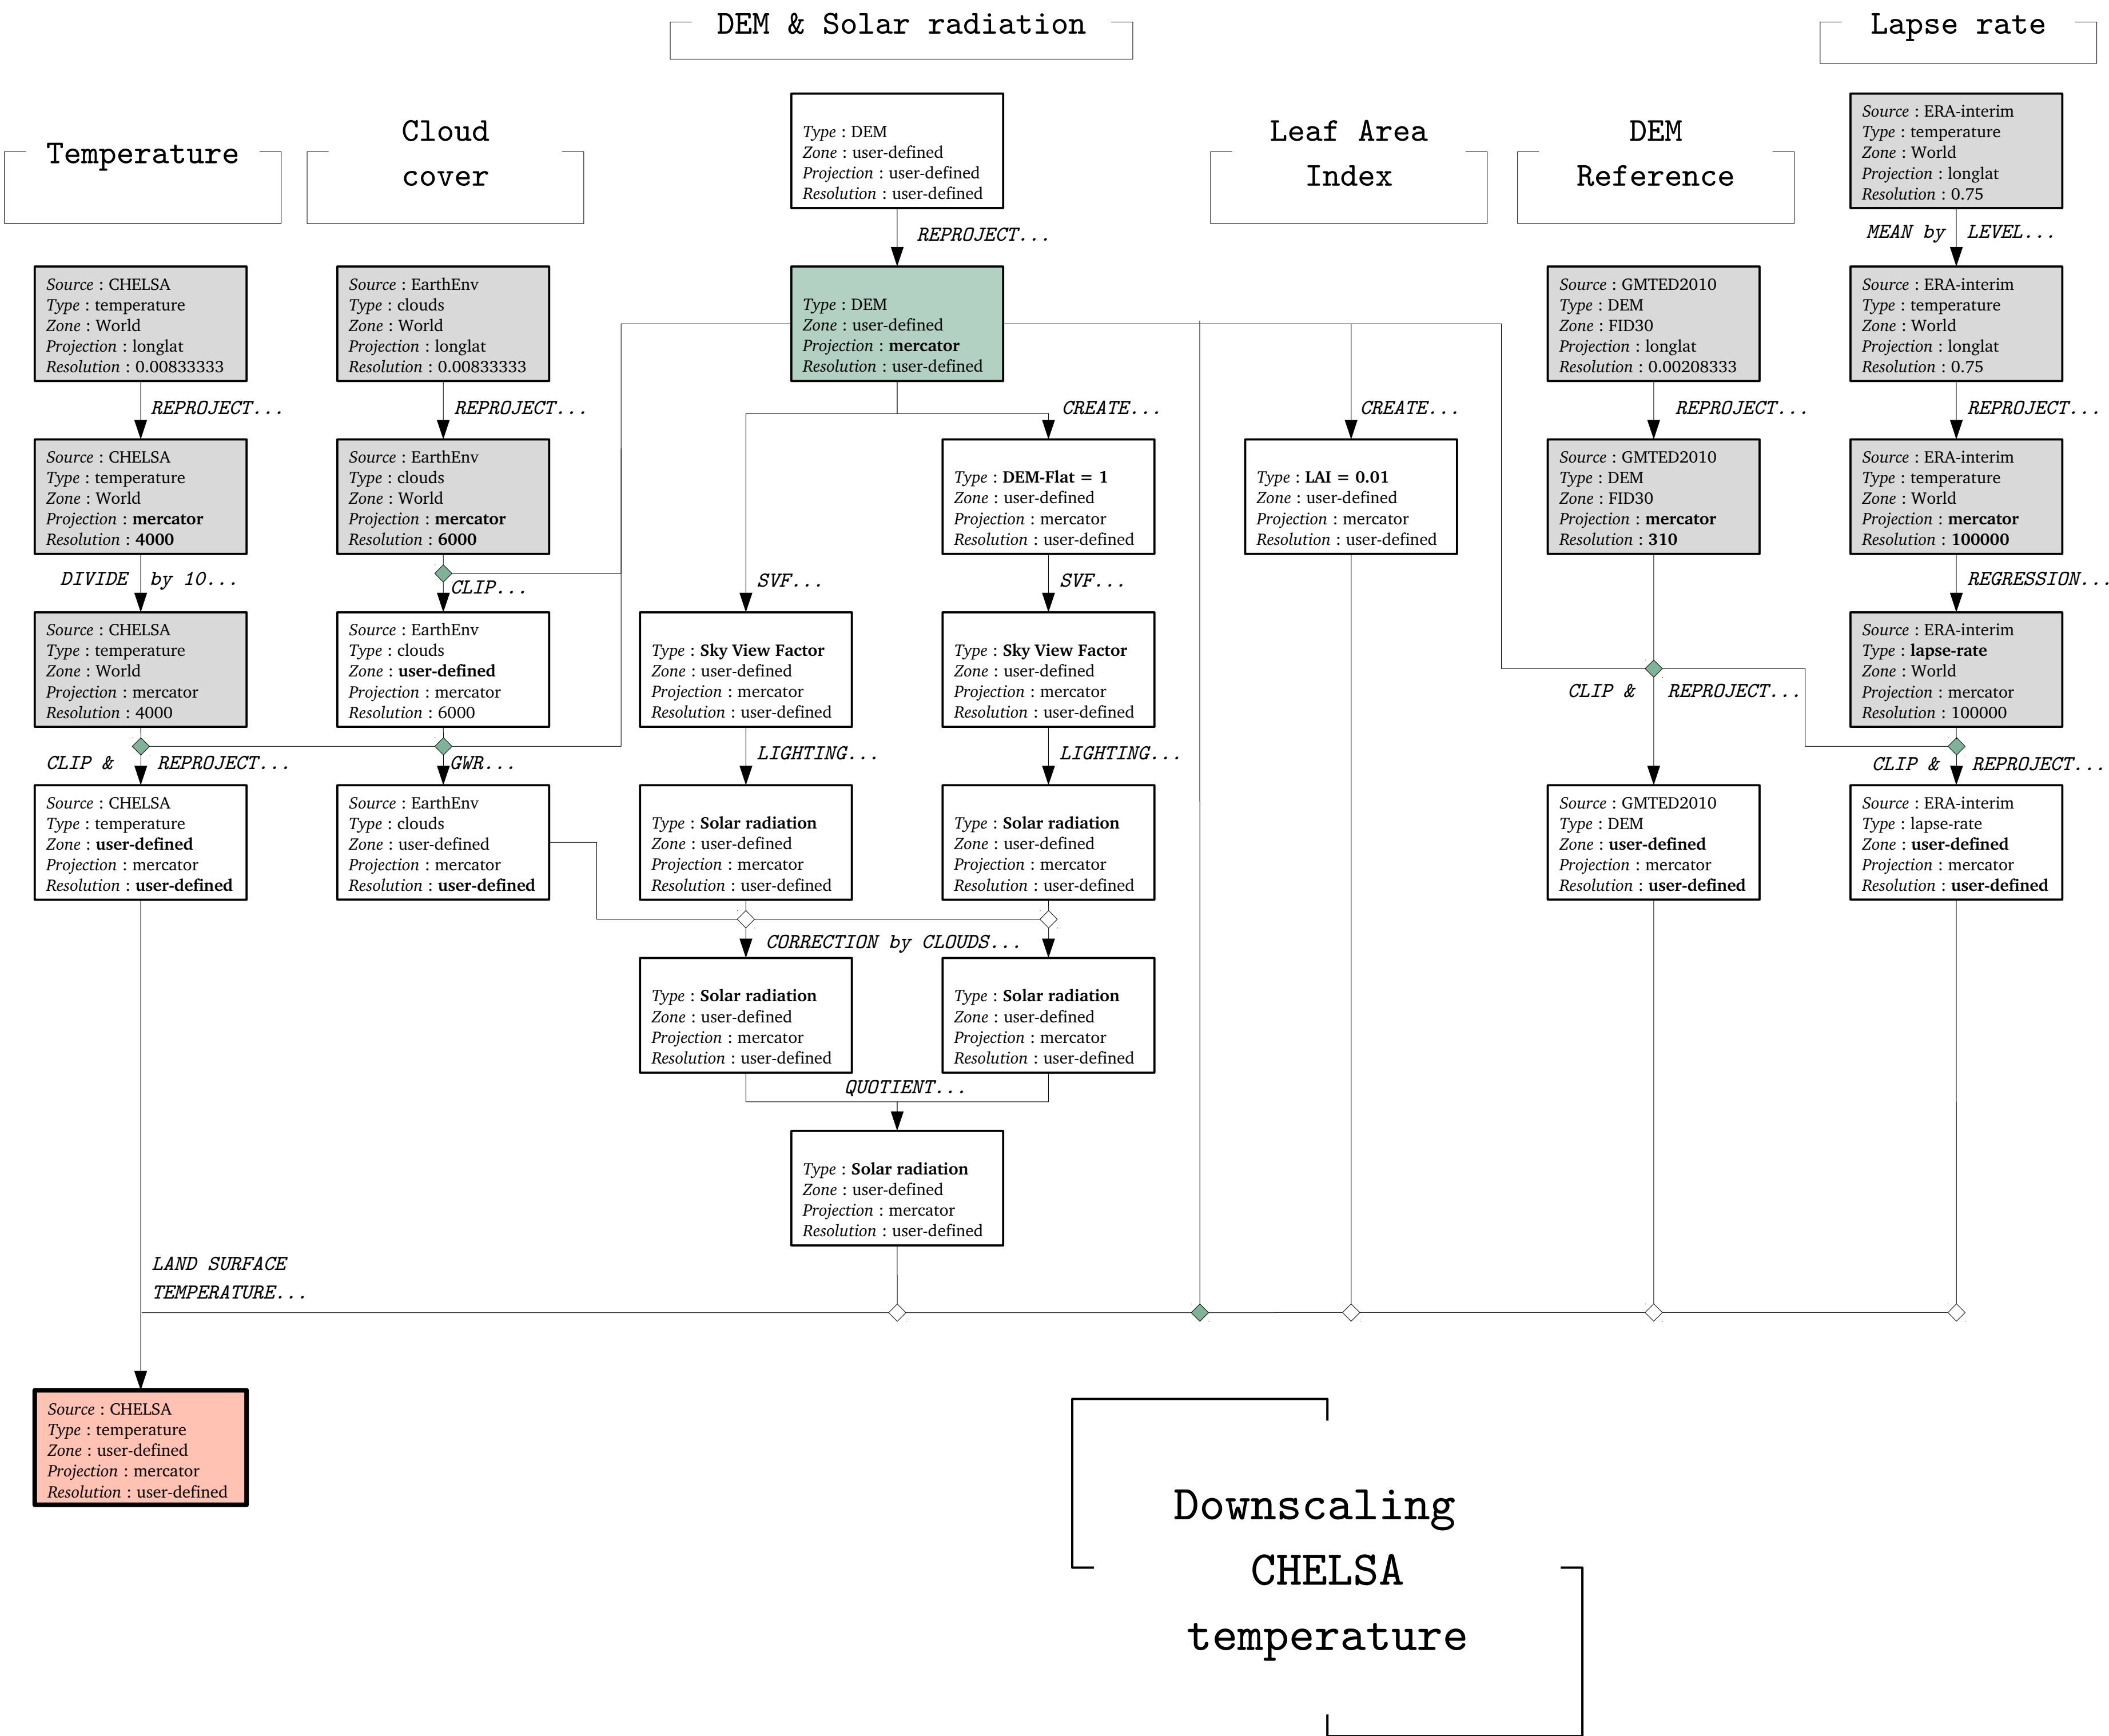 DEM & Solar radiation
Lapse rate
Temperature
Cloud
cover
Leaf Area
Index
DEM
Reference
Type : DEM
Zone : user-defined
Projection : user-defined
Resolution : user-defined
Source : ERA-interim
Type : temperature
Zone : World
Projection : longlat
Resolution : 0.75
REPROJECT...
MEAN by LEVEL...
Source : CHELSA
Type : temperature
Zone : World
Projection : longlat
Resolution : 0.00833333
Source : EarthEnv
Type : clouds
Zone : World
Projection : longlat
Resolution : 0.00833333
Type : DEM
Zone : user-defined
Projection : mercator
Resolution : user-defined
Source : GMTED2010
Type : DEM
Zone : FID30
Projection : longlat
Resolution : 0.00208333
Source : ERA-interim
Type : temperature
Zone : World
Projection : longlat
Resolution : 0.75
REPROJECT...
REPROJECT...
CREATE...
CREATE...
REPROJECT...
REPROJECT...
Source : CHELSA
Type : temperature
Zone : World
Projection : mercator
Resolution : 4000
Source : EarthEnv
Type : clouds
Zone : World
Projection : mercator
Resolution : 6000
Type : DEM-Flat = 1
Zone : user-defined
Projection : mercator
Resolution : user-defined
Type : LAI = 0.01
Zone : user-defined
Projection : mercator
Resolution : user-defined
Source : GMTED2010
Type : DEM
Zone : FID30
Projection : mercator
Resolution : 310
Source : ERA-interim
Type : temperature
Zone : World
Projection : mercator
Resolution : 100000
DIVIDE by 10...
CLIP...
SVF...
SVF...
REGRESSION...
Source : CHELSA
Type : temperature
Zone : World
Projection : mercator
Resolution : 4000
Source : EarthEnv
Type : clouds
Zone : user-defined
Projection : mercator
Resolution : 6000
Type : Sky View Factor
Zone : user-defined
Projection : mercator
Resolution : user-defined
Type : Sky View Factor
Zone : user-defined
Projection : mercator
Resolution : user-defined
CLIP & REPROJECT...
Source : ERA-interim
Type : lapse-rate
Zone : World
Projection : mercator
Resolution : 100000
CLIP & REPROJECT...
GWR...
LIGHTING...
LIGHTING...
CLIP & REPROJECT...
Source : CHELSA
Type : temperature
Zone : user-defined
Projection : mercator
Resolution : user-defined
Source : EarthEnv
Type : clouds
Zone : user-defined
Projection : mercator
Resolution : user-defined
Type : Solar radiation
Zone : user-defined
Projection : mercator
Resolution : user-defined
Type : Solar radiation
Zone : user-defined
Projection : mercator
Resolution : user-defined
Source : GMTED2010
Type : DEM
Zone : user-defined
Projection : mercator
Resolution : user-defined
Source : ERA-interim
Type : lapse-rate
Zone : user-defined
Projection : mercator
Resolution : user-defined
CORRECTION by CLOUDS...
Type : Solar radiation
Zone : user-defined
Projection : mercator
Resolution : user-defined
Type : Solar radiation
Zone : user-defined
Projection : mercator
Resolution : user-defined
QUOTIENT...
Type : Solar radiation
Zone : user-defined
Projection : mercator
Resolution : user-defined
LAND SURFACE
TEMPERATURE...
Source : CHELSA
Type : temperature
Zone : user-defined
Projection : mercator
Resolution : user-defined
Downscaling
CHELSA
temperature